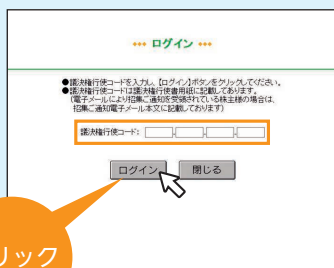 *** ログイン ***
●議決権行使コードを入力し、[ログイン]ボタンをクリックしてください。
●議決権行使コードは議決権行使書用紙に記載してあります。
(電子メールにより招集ご通知を受領されている株主様の場合は、
招集ご通知電子メール本文に記載しております)
議決権行使コード: - - -
ログイン 閉じる
リック